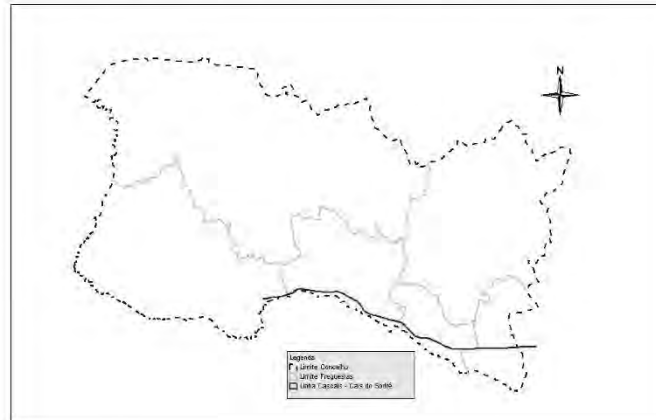 N
Legenda
Limite Concelho
Limite Freguesias
Linha Cascais - Cais do Sodré